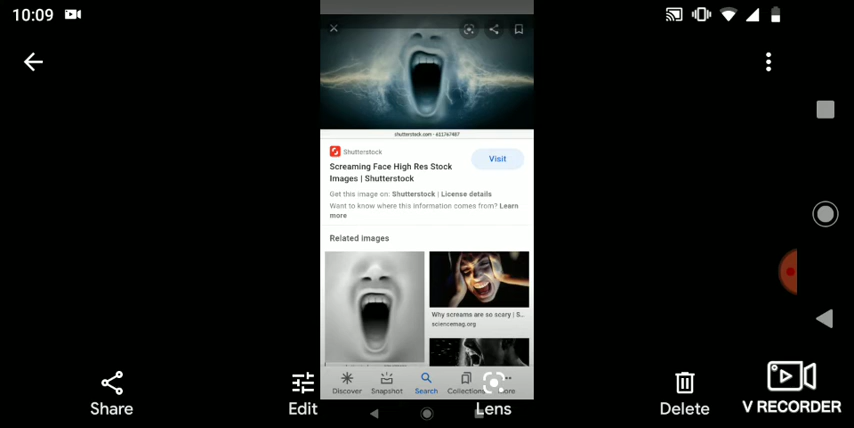 10:09
shutterstock.com · 611767487
Shutterstock
Visit
Screaming Face High Res Stock
Images | Shutterstock
Get this image on: Shutterstock | License details
Want to know where this information comes from? Learn
more
Related images
Why screams are so scary | S...
sciencemag.org
Discover
Snapshot
Search
Collections
More
Share
Edit
Lens
Delete
V RECORDER